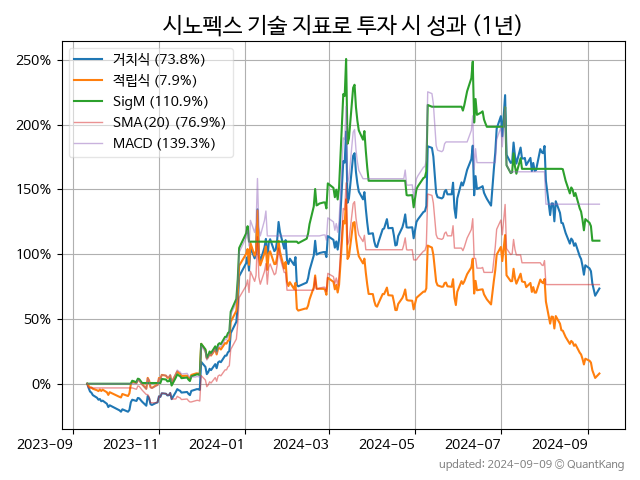 시노펙스 기술 지표로 투자 시 성과 (1년)
거치식 (73.8%)
적립식 (7.9%)
SigM (110.9%)
SMA(20) (76.9%)
MACD (139.3%)
250%
200%
150%
100%
50%
0%
2023-09 2023-11 2024-01 2024-03 2024-05 2024-07 2024-09
updated: 2024-09-09 © QuantKang